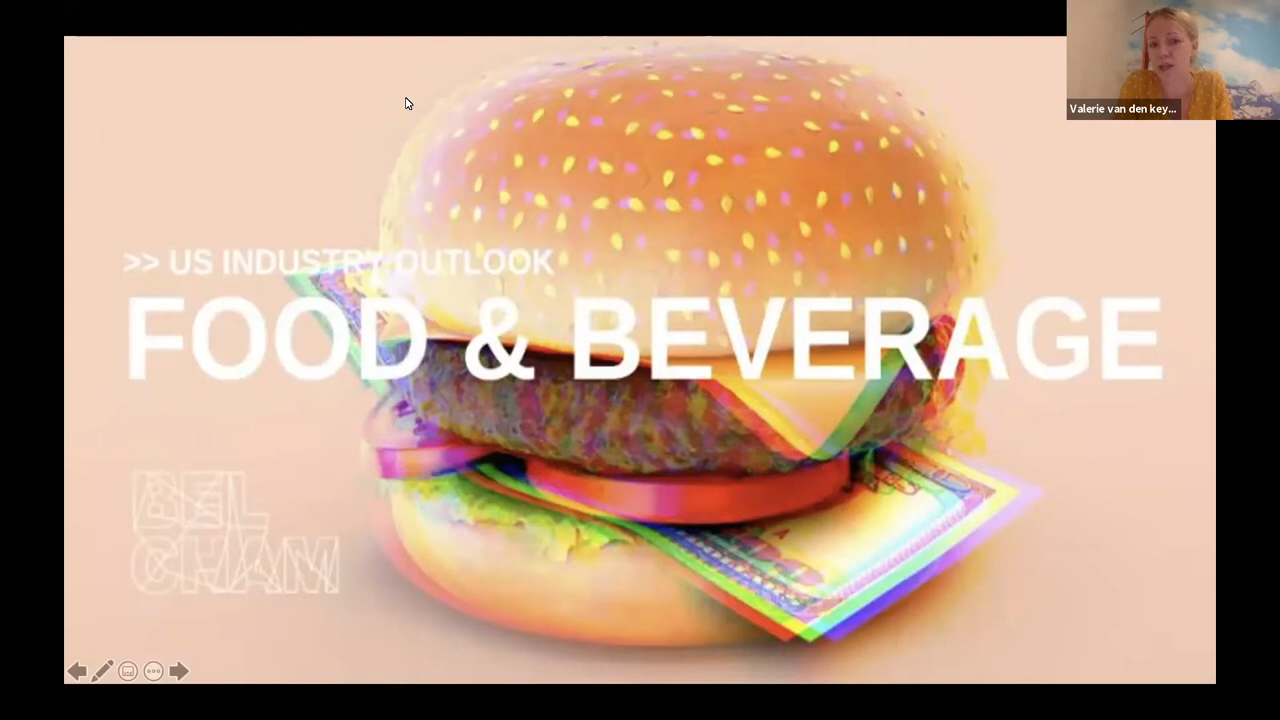 Valerie van den key...
>> US INDUSTRY OUTLOOK
FOOD & BEVERAGE
BEL
CHAM